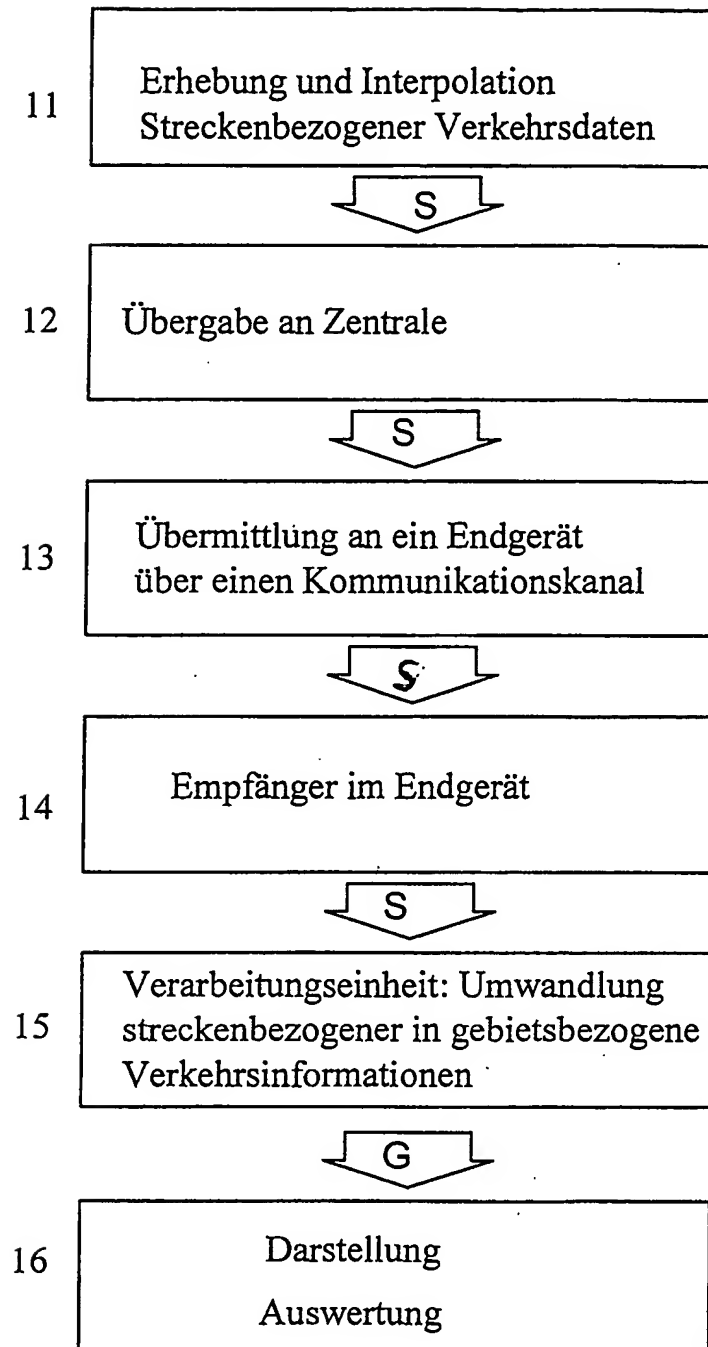 11
Erhebung und Interpolation
Streckenbezogener Verkehrsdaten
S
12
Übergabe an Zentrale
S
13
Übermittlung an ein Endgerät
über einen Kommunikationskanal
S
14
Empfänger im Endgerät
S
15
Verarbeitungseinheit: Umwandlung
streckenbezogener in gebietsbezogene
Verkehrsinformationen
G
16
Darstellung
Auswertung